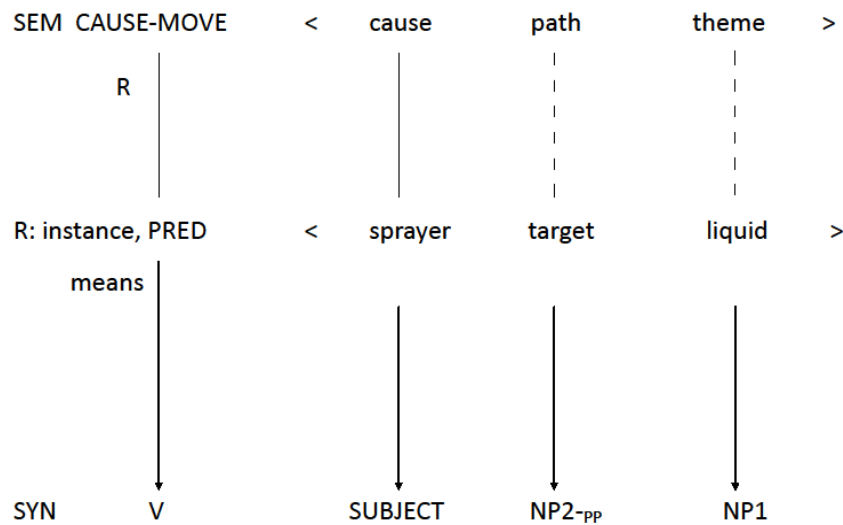 SEM CAUSE-MOVE < cause path theme >
R
R: instance, PRED < sprayer target liquid >
means
SYN V SUBJECT NP2-PP NP1